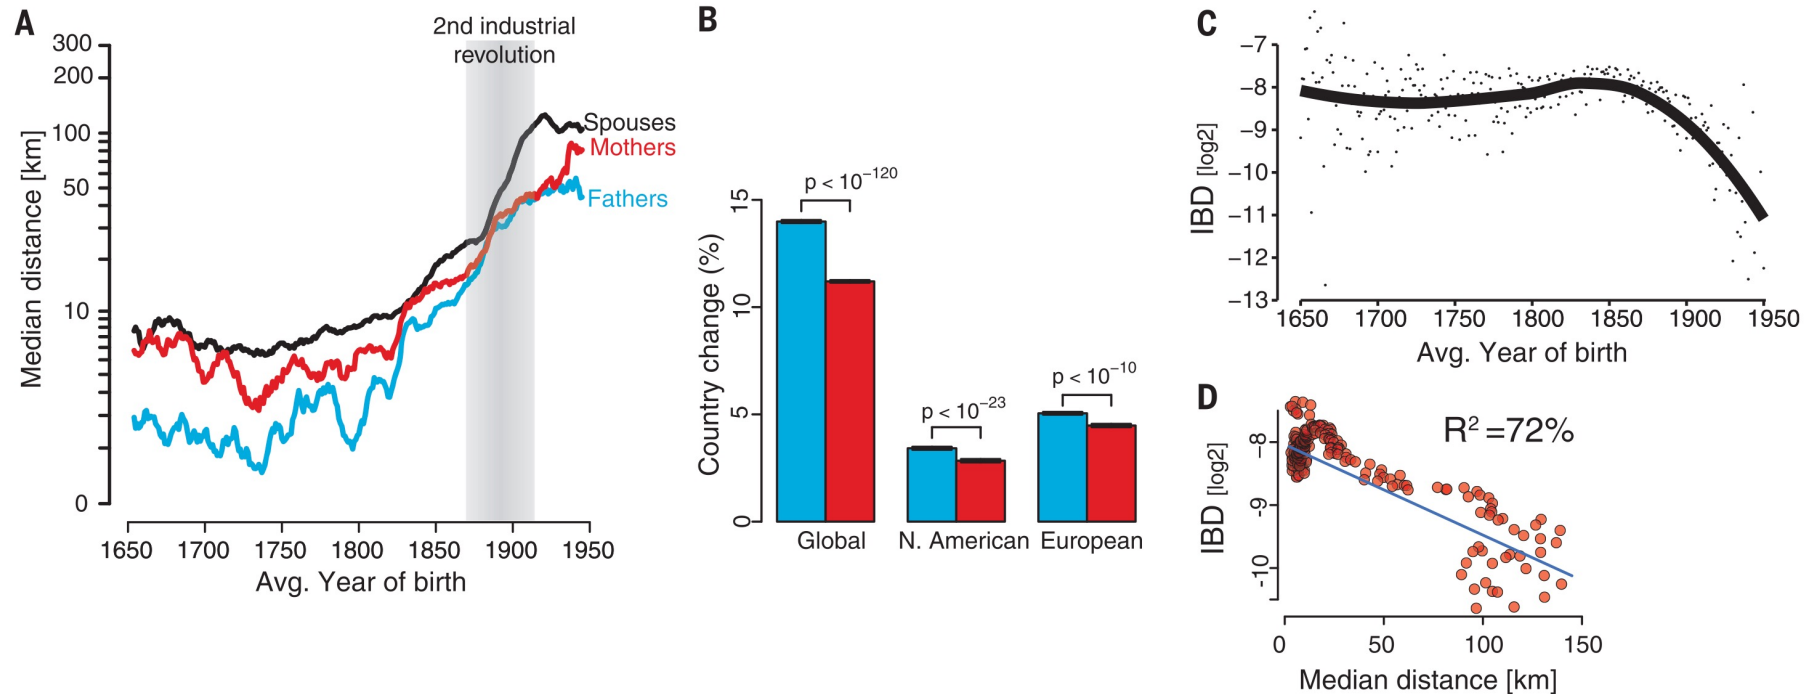 A
2nd industrial
revolution
300
200
100
50
10
0
Median distance [km]
Spouses
Mothers
Fathers
1650 1700 1750 1800 1850 1900 1950
Avg. Year of birth
B
15
10
5
0
Country change (%)
p < 10⁻¹²⁰
p < 10⁻²³
p < 10⁻¹⁰
Global N. American European
C
−7
−8
−9
−10
−11
−12
−13
IBD [log2]
1650 1700 1750 1800 1850 1900 1950
Avg. Year of birth
D
R² =72%
-8
-9
-10
IBD [log2]
0 50 100 150
Median distance [km]